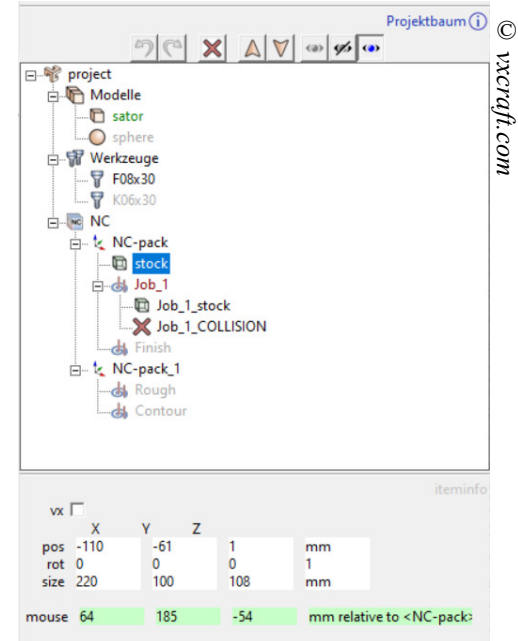 Projektbaum i
© vxcraft.com
project
Modelle
sator
sphere
Werkzeuge
F08x30
K06x30
NC
NC
NC-pack
stock
Job_1
Job_1_stock
Job_1_COLLISION
Finish
NC-pack_1
Rough
Contour
iteminfo
vx
X Y Z
pos -110 -61 1 mm
rot 0 0 0 1
size 220 100 108 mm
mouse 64 185 -54 mm relative to <NC-pack>